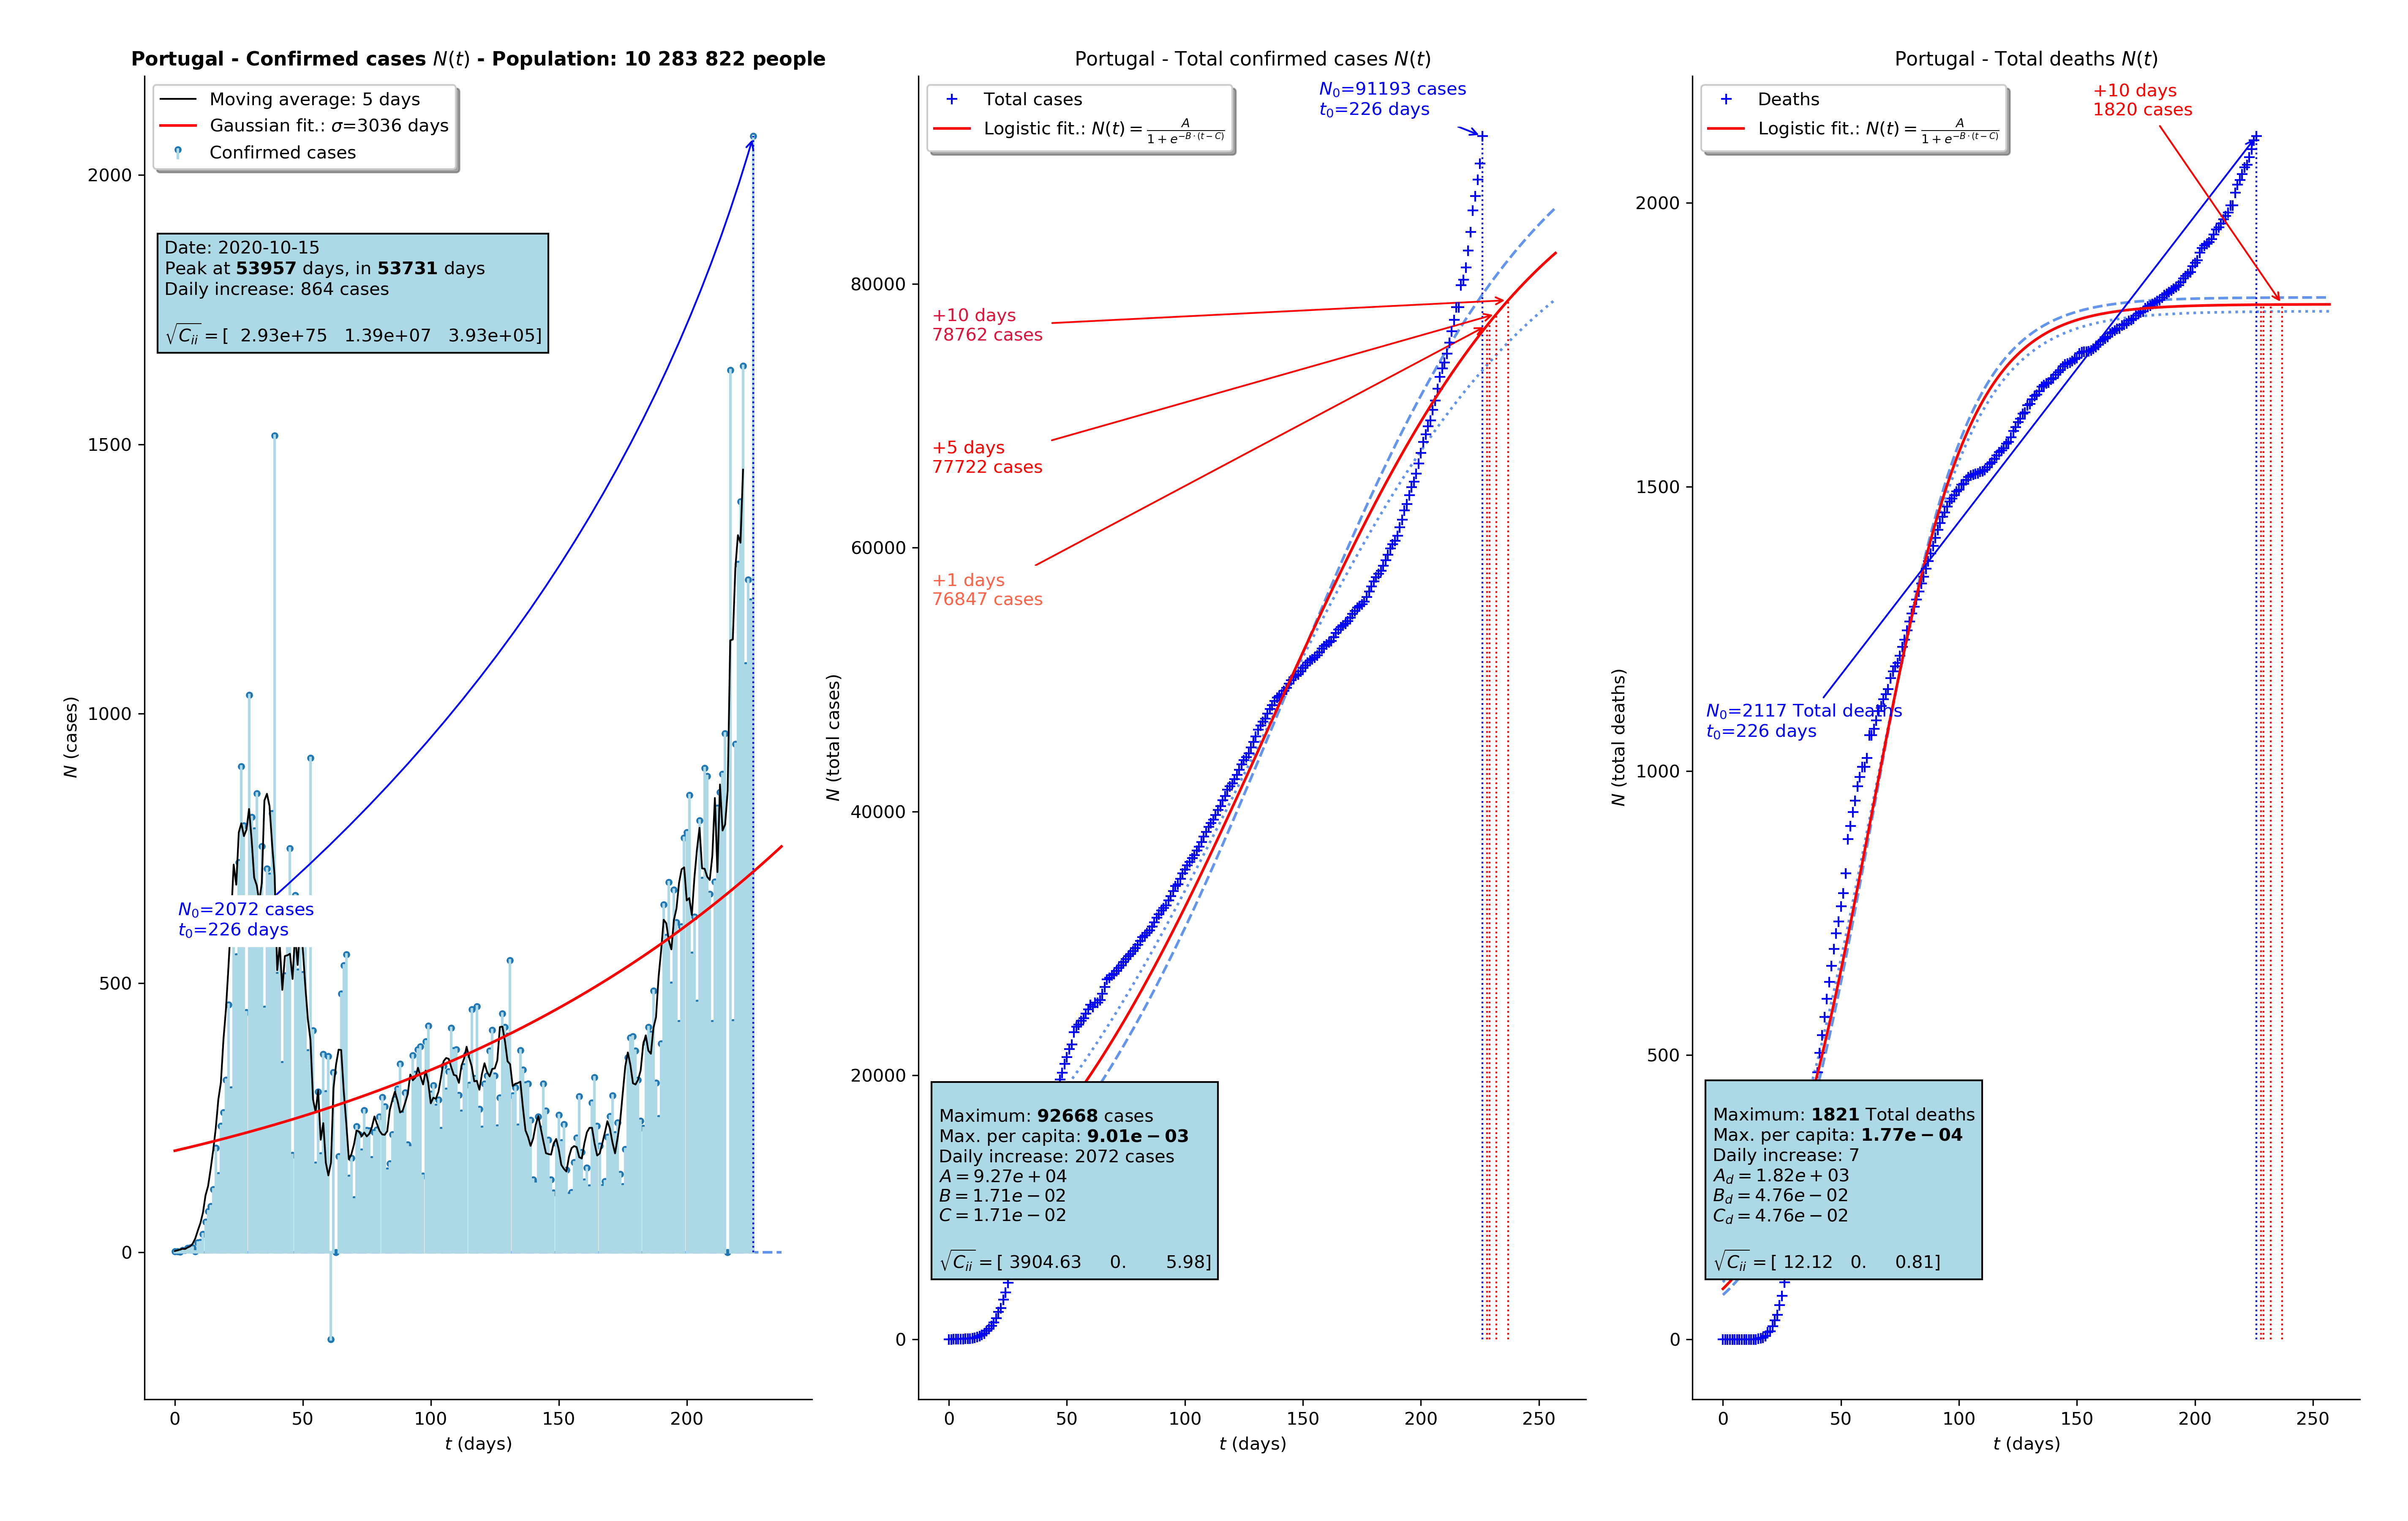 Portugal - Confirmed cases N(t) - Population: 10 283 822 people
Moving average: 5 days
Gaussian fit.: σ=3036 days
Confirmed cases
Date: 2020-10-15
Peak at 53957 days, in 53731 days
Daily increase: 864 cases
√C_{ii} = [ 2.93e+75 1.39e+07 3.93e+05]
N₀=2072 cases
t₀=226 days
N (cases)
2000
1500
1000
500
0
0 50 100 150 200
t (days)
Portugal - Total confirmed cases N(t)
Total cases
Logistic fit.: N(t) = \frac{A}{1 + e^{-B·(t-C)}}
N₀=91193 cases
t₀=226 days
+10 days
78762 cases
+5 days
77722 cases
+1 days
76847 cases
Maximum: 92668 cases
Max. per capita: 9.01e − 03
Daily increase: 2072 cases
A = 9.27e + 04
B = 1.71e − 02
C = 1.71e − 02
√C_{ii} = [ 3904.63 0. 5.98]
N (total cases)
80000
60000
40000
20000
0
0 50 100 150 200 250
t (days)
Portugal - Total deaths N(t)
Deaths
Logistic fit.: N(t) = \frac{A}{1 + e^{-B·(t-C)}}
+10 days
1820 cases
N₀=2117 Total deaths
t₀=226 days
Maximum: 1821 Total deaths
Max. per capita: 1.77e − 04
Daily increase: 7
A_d = 1.82e + 03
B_d = 4.76e − 02
C_d = 4.76e − 02
√C_{ii} = [ 12.12 0. 0.81]
N (total deaths)
2000
1500
1000
500
0
0 50 100 150 200 250
t (days)